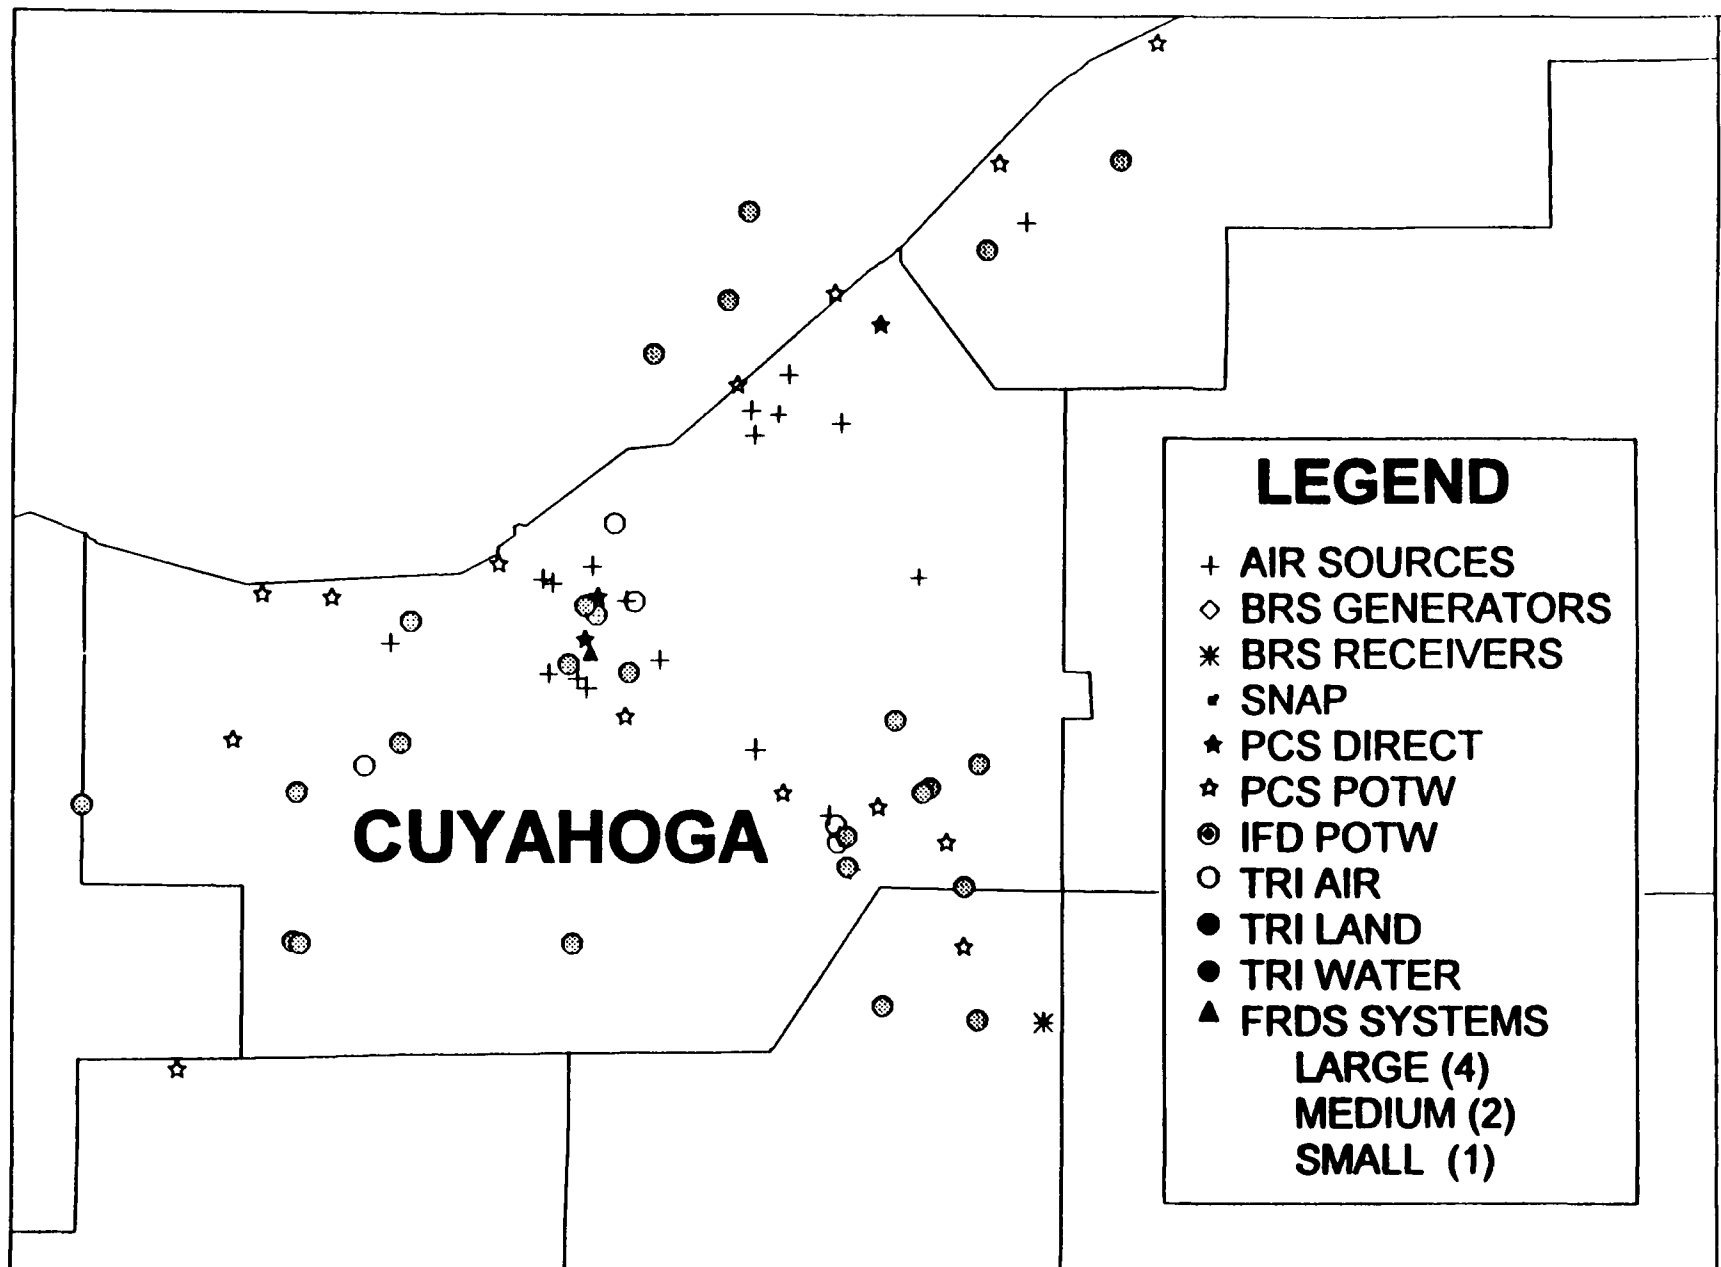 CUYAHOGA
LEGEND
AIR SOURCES
BRS GENERATORS
BRS RECEIVERS
SNAP
PCS DIRECT
PCS POTW
IFD POTW
TRI AIR
TRI LAND
TRI WATER
FRDS SYSTEMS
LARGE (4)
MEDIUM (2)
SMALL (1)